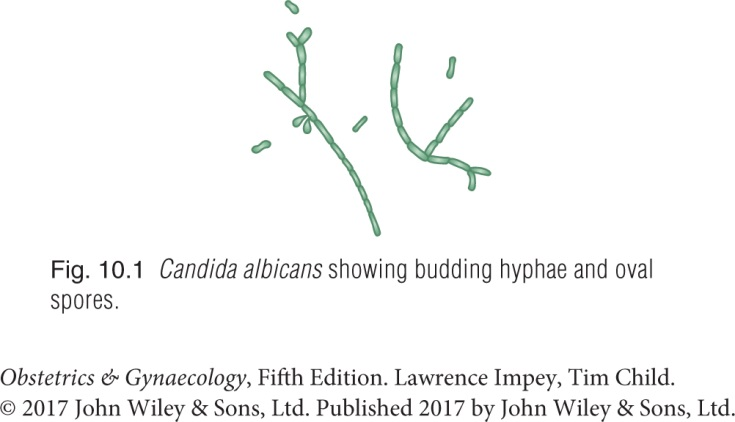 Fig. 10.1 Candida albicans showing budding hyphae and oval
spores.
Obstetrics & Gynaecology, Fifth Edition. Lawrence Impey, Tim Child.
© 2017 John Wiley & Sons, Ltd. Published 2017 by John Wiley & Sons, Ltd.